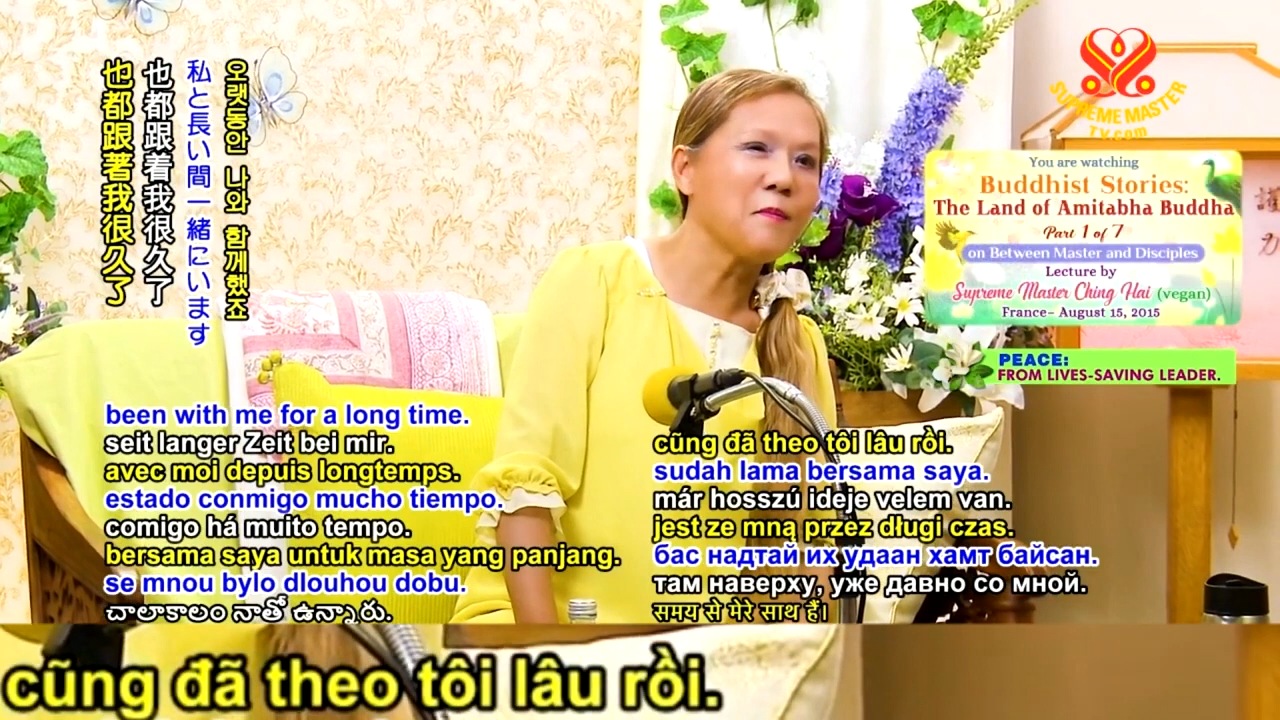 也都跟著我很久了
也都跟着我很久了
私と長い間一緒にいます
오랫동안 나와 함께했죠
SUPREME MASTER
TV.com
You are watching
Buddhist Stories:
The Land of Amitabha Buddha
Part 1 of 7
on Between Master and Disciples
Lecture by
Supreme Master Ching Hai (vegan)
France– August 15, 2015
PEACE:
FROM LIVES-SAVING LEADER.
been with me for a long time.
seit langer Zeit bei mir.
avec moi depuis longtemps.
estado conmigo mucho tiempo.
comigo há muito tempo.
bersama saya untuk masa yang panjang.
se mnou bylo dlouhou dobu.
చాలాకాలం నాతో ఉన్నారు.
cũng đã theo tôi lâu rồi.
sudah lama bersama saya.
már hosszú ideje velem van.
jest ze mną przez długi czas.
бас надтай их удаан хамт байсан.
там наверху, уже давно со мной.
समय से मेरे साथ हैं।
cũng đã theo tôi lâu rồi.